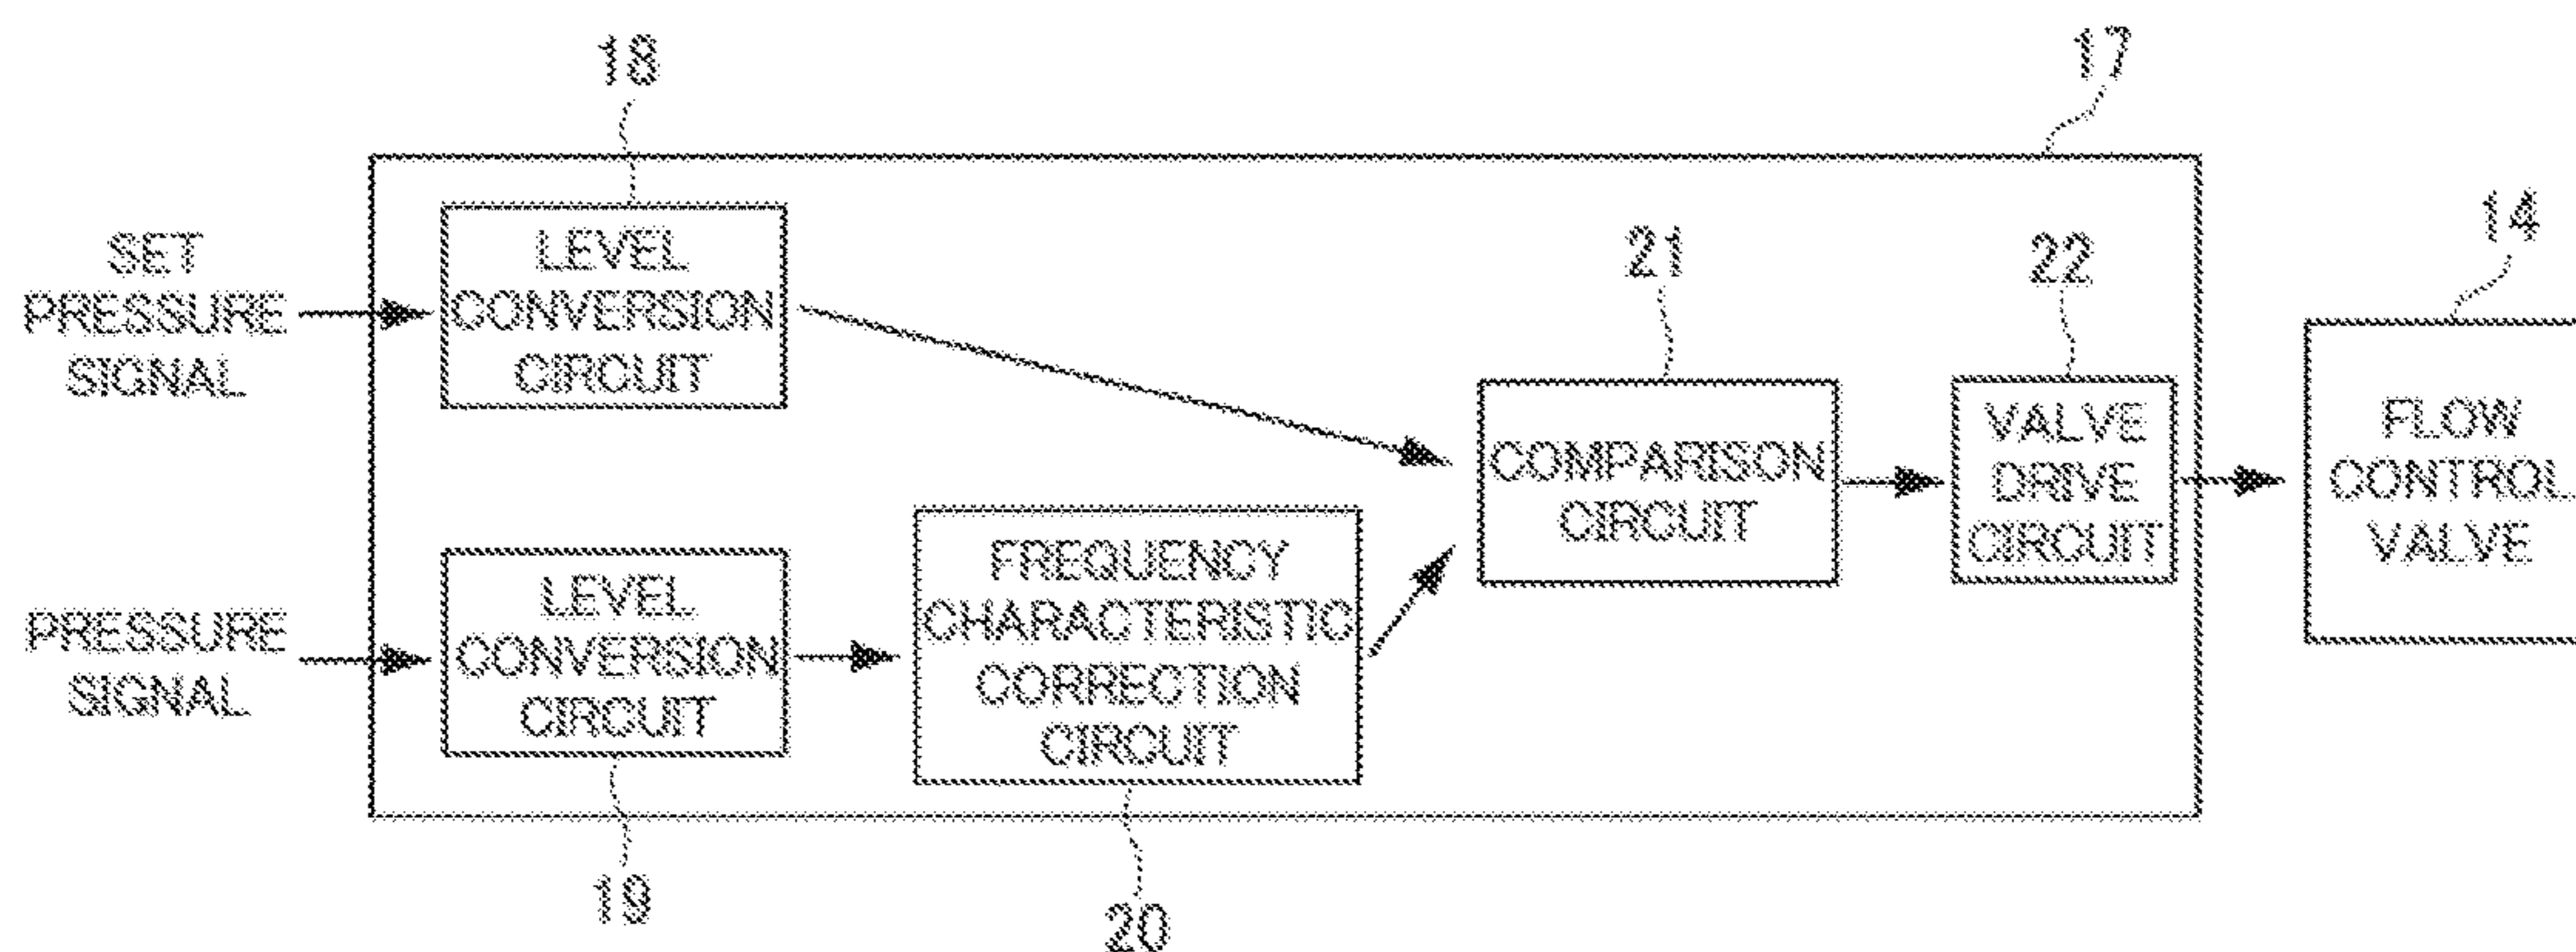 18
17
SET
PRESSURE
SIGNAL
LEVEL
CONVERSION
CIRCUIT
21
22
14
COMPARISON
CIRCUIT
VALVE
DRIVE
CIRCUIT
FLOW
CONTROL
VALVE
PRESSURE
SIGNAL
LEVEL
CONVERSION
CIRCUIT
FREQUENCY
CHARACTERISTIC
CORRECTION
CIRCUIT
19
20